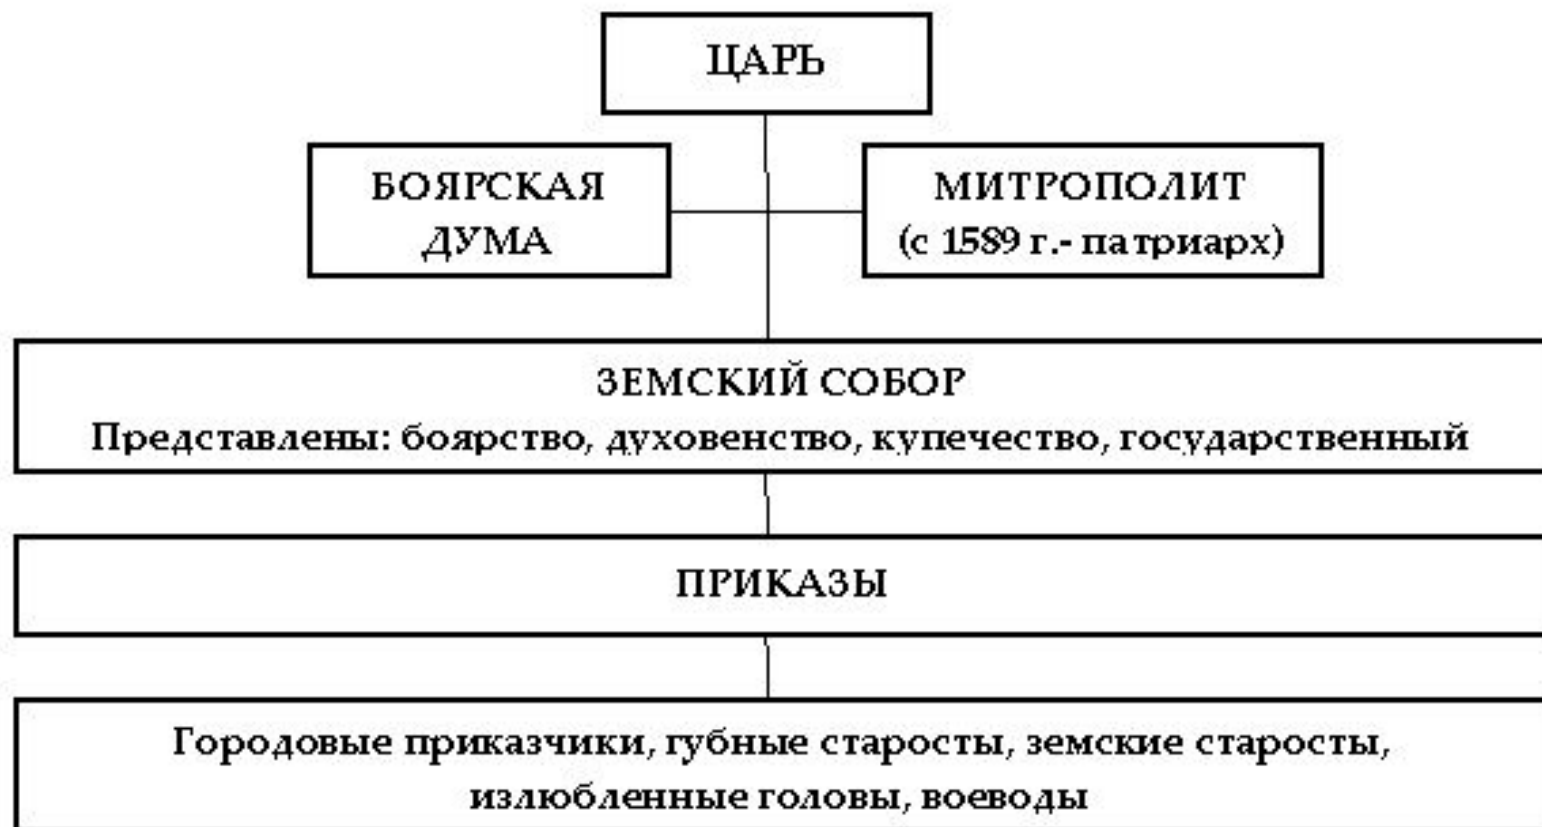 ЦАРЬ
БОЯРСКАЯ
ДУМА
МИТРОПОЛИТ
(с 1589 г.- патриарх)
ЗЕМСКИЙ СОБОР
Представлены: боярство, духовенство, купечество, государственный
ПРИКАЗЫ
Городовые приказчики, губные старосты, земские старосты,
излюбленные головы, воеводы